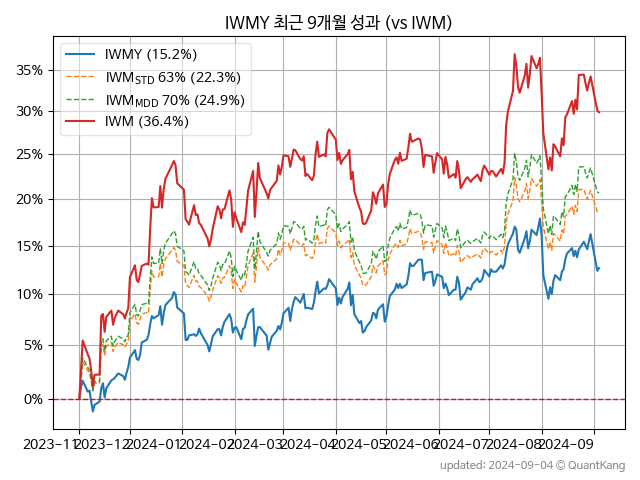 IWMY 최근 9개월 성과 (vs IWM)
IWMY (15.2%)
IWM_STD 63% (22.3%)
IWM_MDD 70% (24.9%)
IWM (36.4%)
35%
30%
25%
20%
15%
10%
5%
0%
2023-11 2023-12 2024-01 2024-02 2024-03 2024-04 2024-05 2024-06 2024-07 2024-08 2024-09
updated: 2024-09-04 @ QuantKang